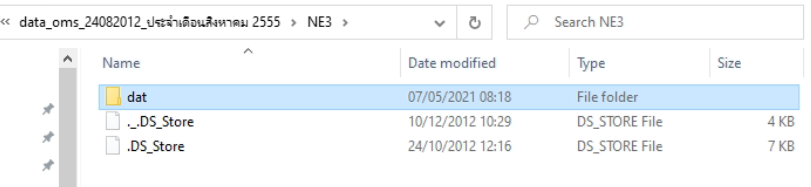 « data_oms_24082012_ประจำเดือนสิงหาคม 2555 > NE3 >
Search NE3
Name Date modified Type Size
dat 07/05/2021 08:18 File folder
._.DS_Store 10/12/2012 10:29 DS_STORE File 4 KB
.DS_Store 24/10/2012 12:16 DS_STORE File 7 KB